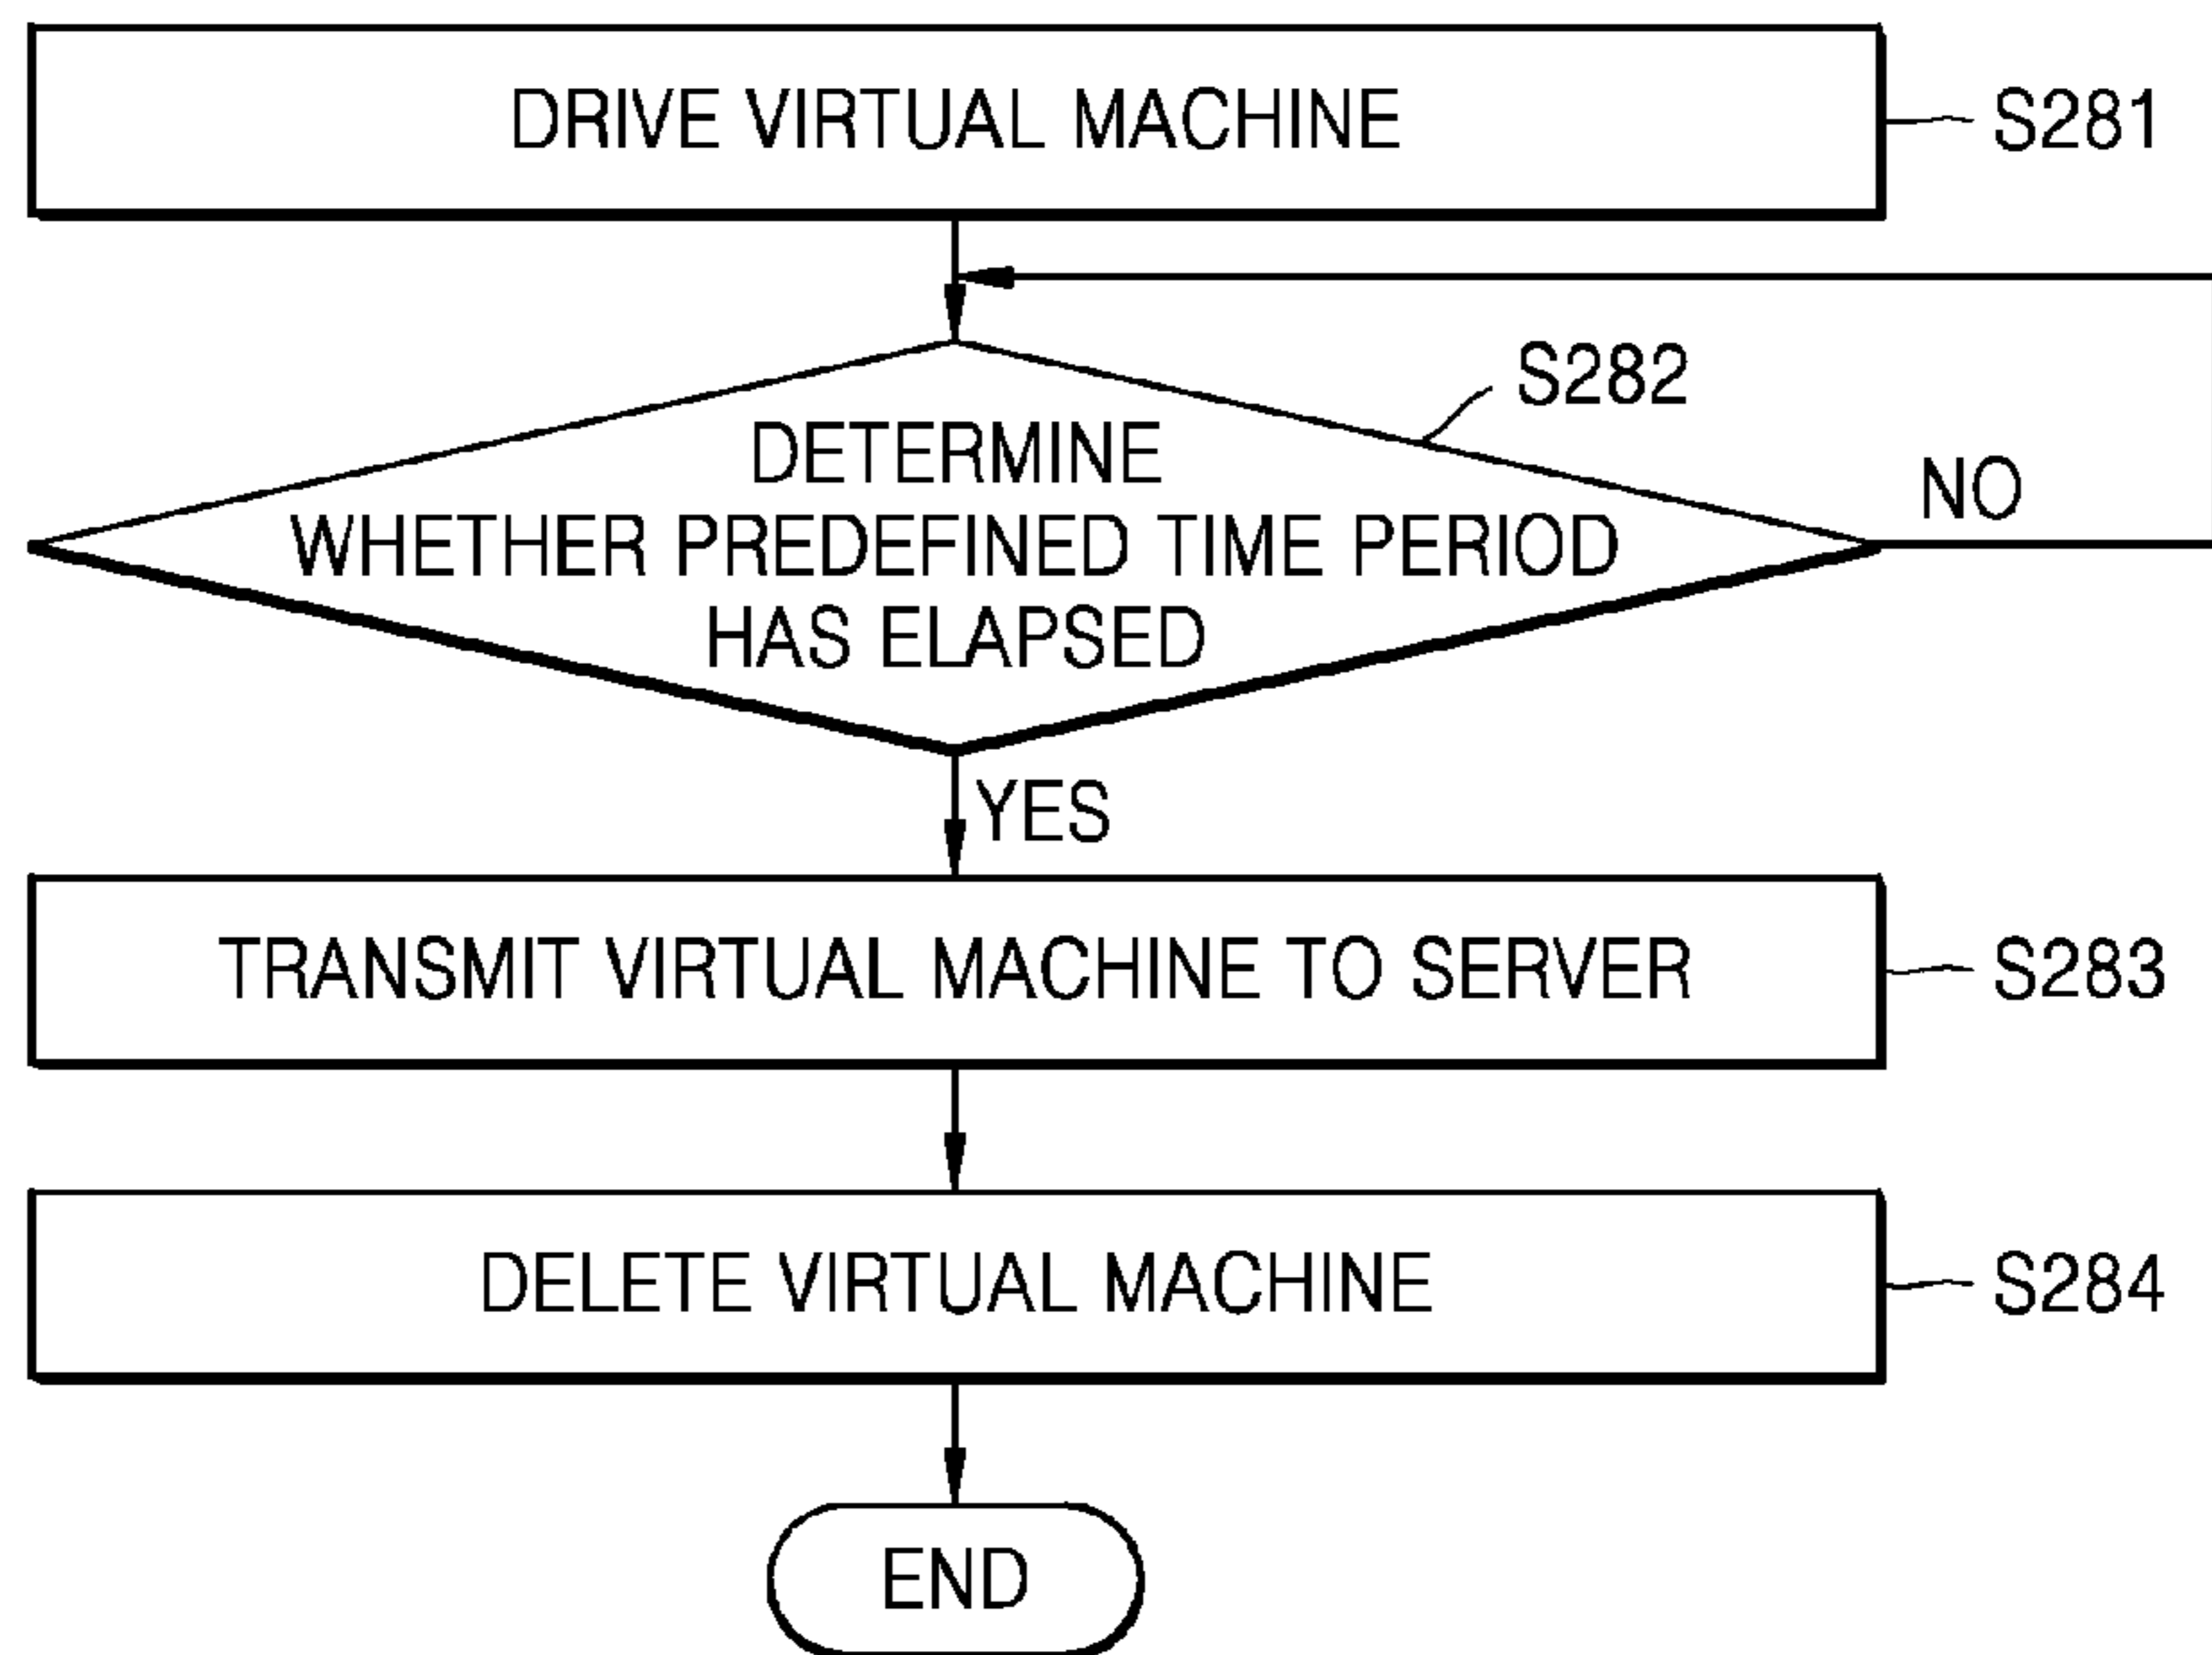 DRIVE VIRTUAL MACHINE
S281
S282
DETERMINE
WHETHER PREDEFINED TIME PERIOD
HAS ELAPSED
NO
YES
TRANSMIT VIRTUAL MACHINE TO SERVER
S283
DELETE VIRTUAL MACHINE
S284
END